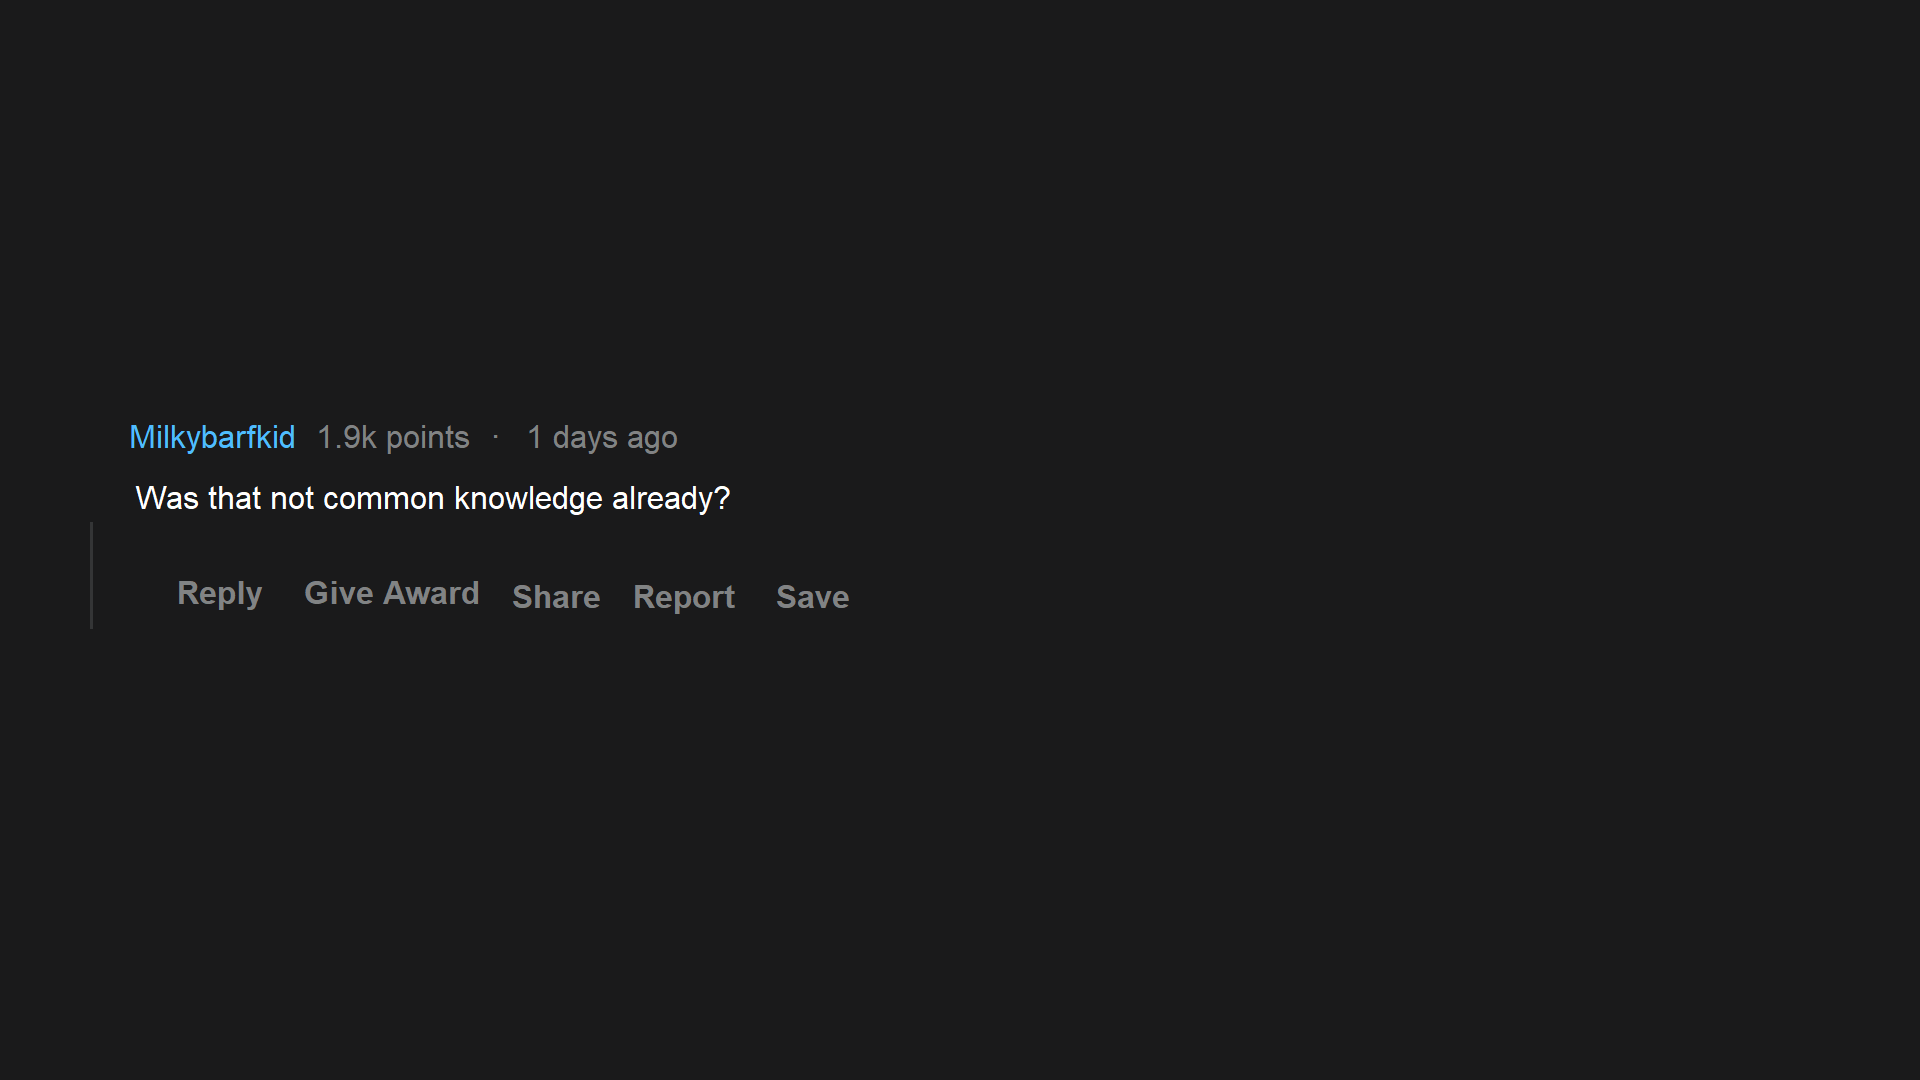 Milkybarfkid 1.9k points · 1 days ago
Was that not common knowledge already?
Reply Give Award Share Report Save